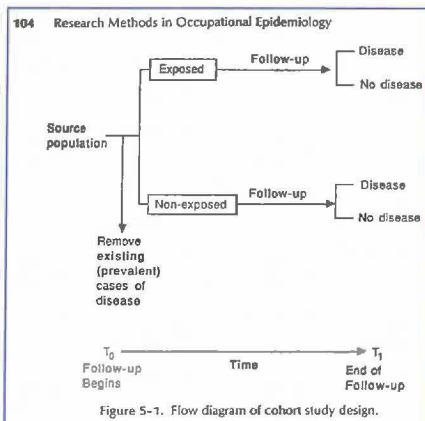 104 Research Methods in Occupational Epidemiology
Exposed
Follow-up
Disease
No disease
Source
population
Non-exposed
Follow-up
Disease
No disease
Remove
existing
(prevalent)
cases of
disease
T0
Time
T1
Follow-up
Begins
End of
Follow-up
Figure 5-1. Flow diagram of cohort study design.